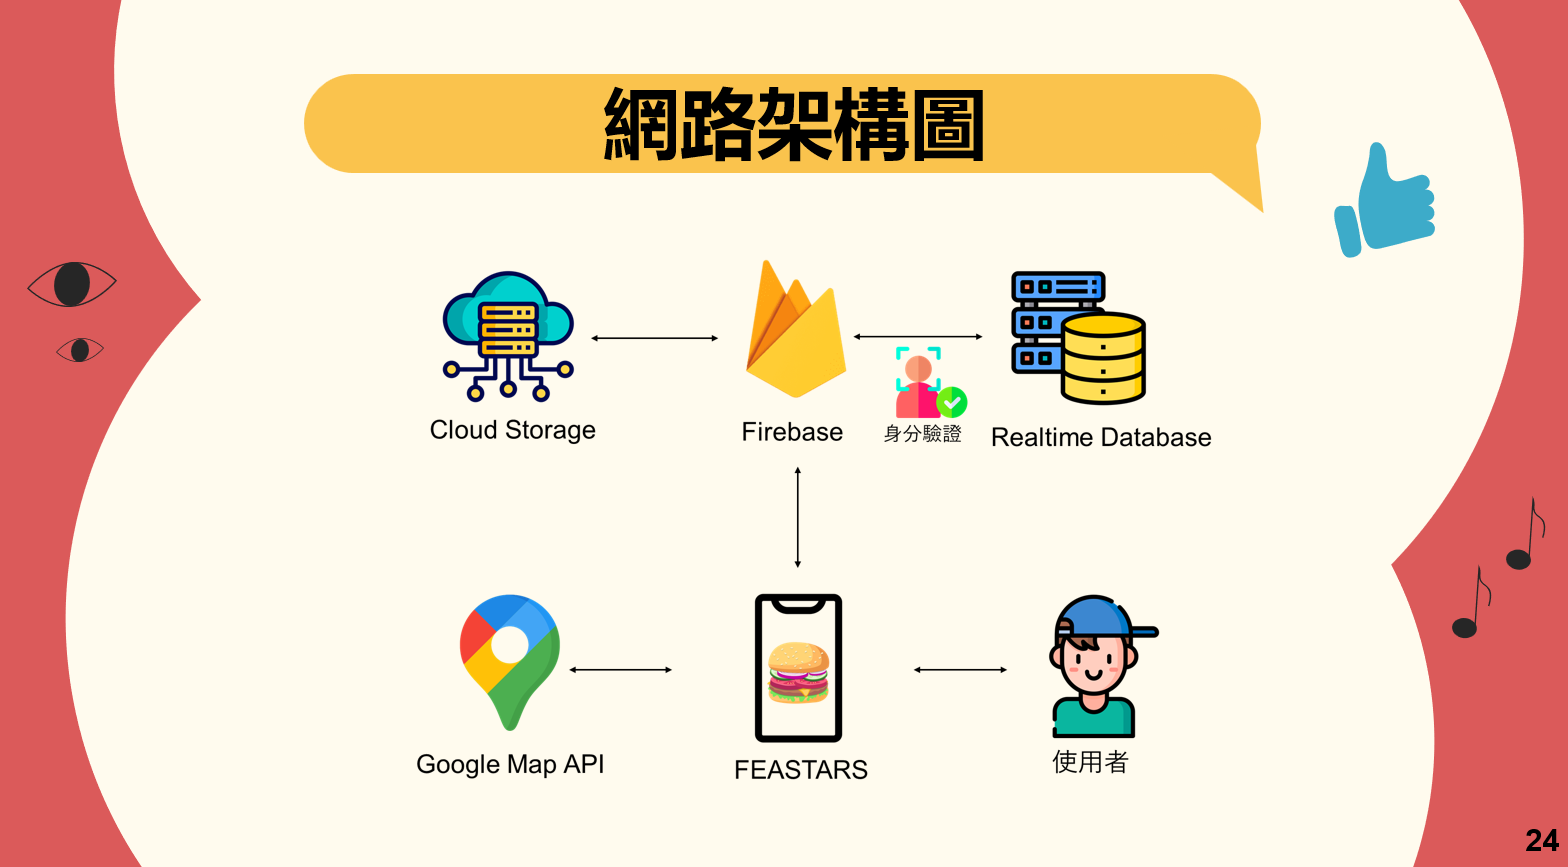 網路架構圖
Cloud Storage
Firebase
身分驗證
Realtime Database
Google Map API
FEASTARS
使用者
24